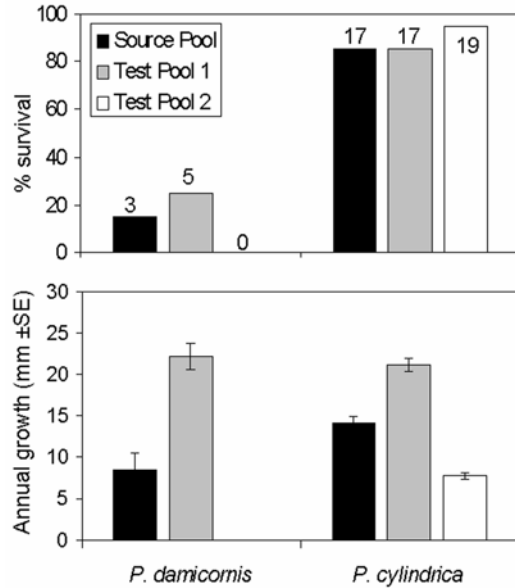 100
80
60
40
20
0
% survival
Source Pool
Test Pool 1
Test Pool 2
3
5
0
17
17
19
30
25
20
15
10
5
0
Annual growth (mm ±SE)
P. damicornis
P. cylindrica